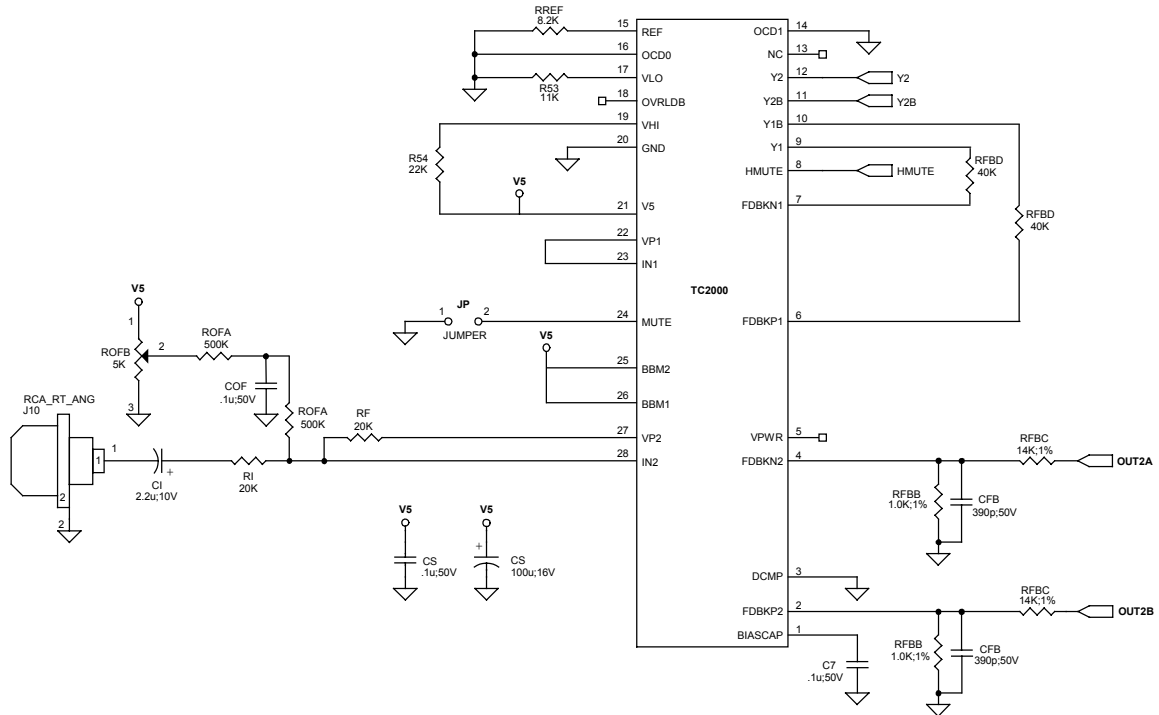 RREF
8.2K
15
REF
OCD1
14
16
OCD0
NC
13
17
VLO
Y2
12
Y2
R53
11K
18
OVRLDB
Y2B
11
Y2B
19
VHI
Y1B
10
R54
22K
20
GND
Y1
9
RFBD
40K
HMUTE
8
HMUTE
V5
21
V5
FDBKN1
7
RFBD
40K
22
VP1
23
IN1
TC2000
V5
1
ROFB
5K
2
3
ROFA
500K
COF
.1u;50V
ROFA
500K
1
JP
2
JUMPER
24
MUTE
FDBKP1
6
V5
25
BBM2
26
BBM1
RCA_RT_ANG
J10
1
1
2
2
CI
+
2.2u;10V
RI
20K
RF
20K
27
VP2
VPWR
5
28
IN2
FDBKN2
4
RFBC
14K;1%
OUT2A
RFBB
1.0K;1%
CFB
390p;50V
V5
CS
.1u;50V
V5
+
CS
100u;16V
DCMP
3
FDBKP2
2
RFBC
14K;1%
OUT2B
BIASCAP
1
C7
.1u;50V
RFBB
1.0K;1%
CFB
390p;50V